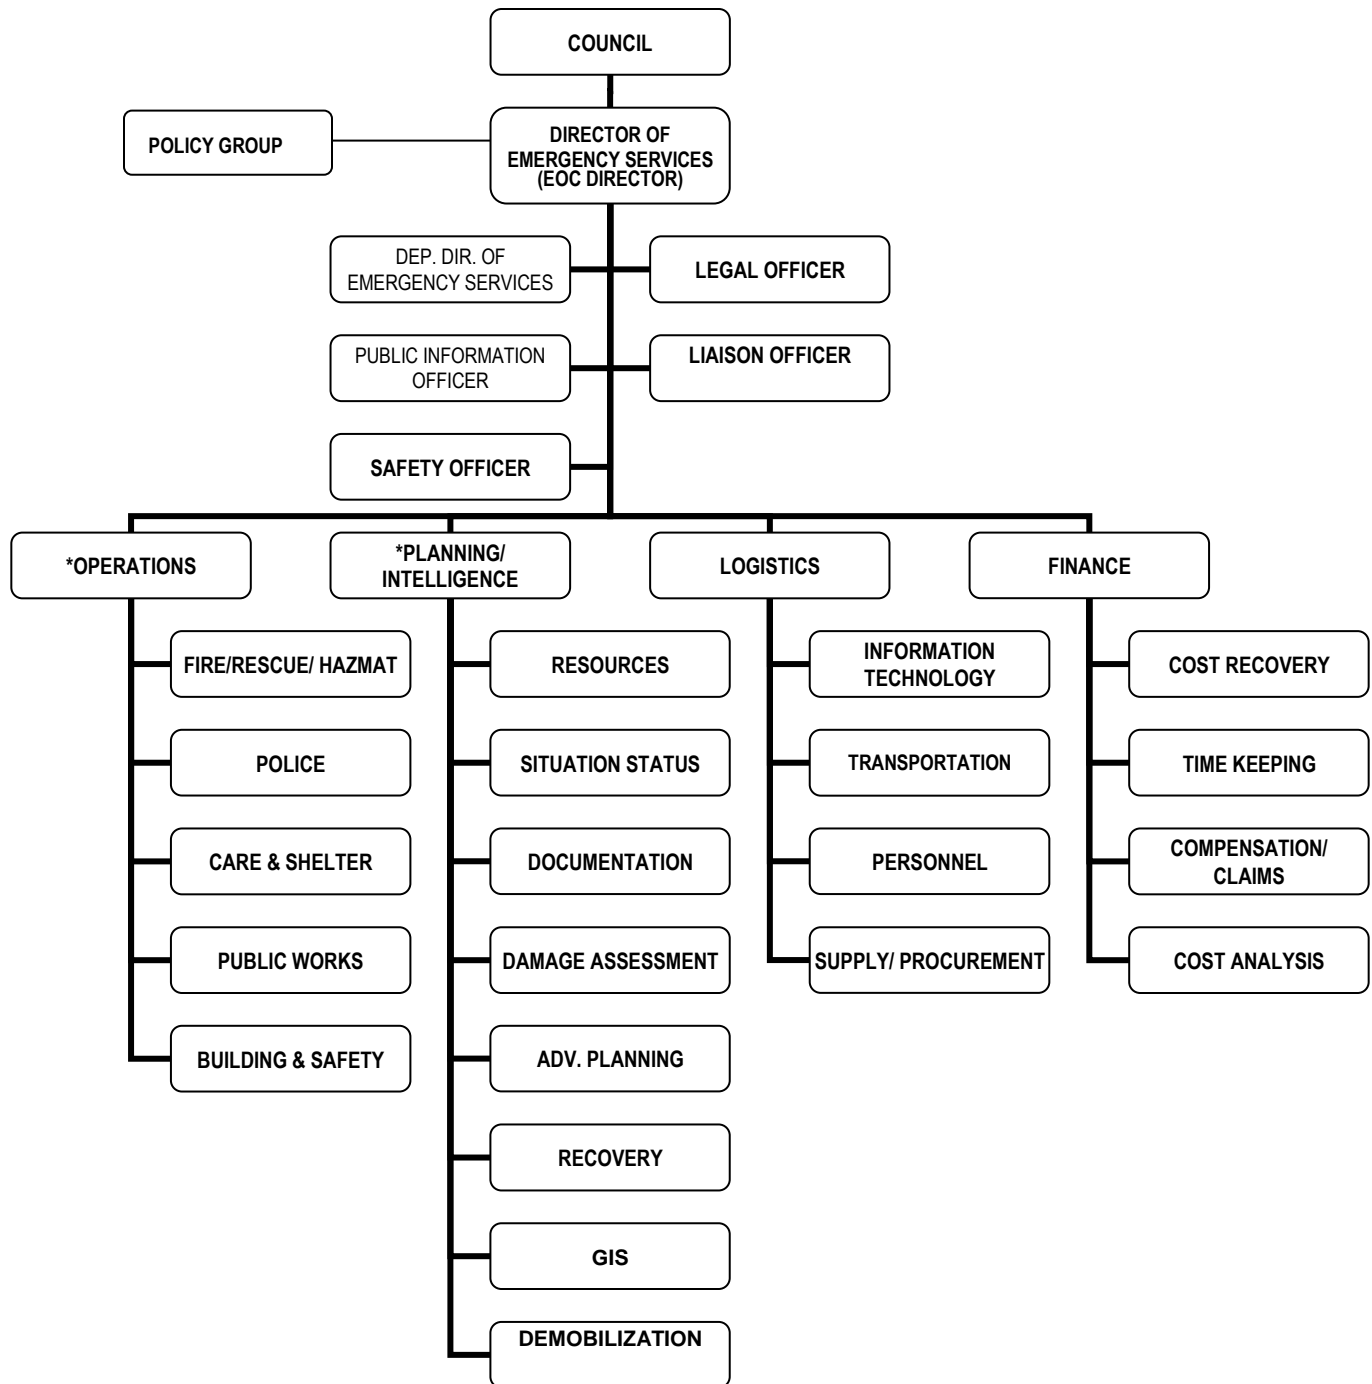 COUNCIL
POLICY GROUP
DIRECTOR OF
EMERGENCY SERVICES
(EOC DIRECTOR)
DEP. DIR. OF
EMERGENCY SERVICES
LEGAL OFFICER
PUBLIC INFORMATION
OFFICER
LIAISON OFFICER
SAFETY OFFICER
*OPERATIONS
*PLANNING/
INTELLIGENCE
LOGISTICS
FINANCE
FIRE/RESCUE/ HAZMAT
POLICE
CARE & SHELTER
PUBLIC WORKS
BUILDING & SAFETY
RESOURCES
SITUATION STATUS
DOCUMENTATION
DAMAGE ASSESSMENT
ADV. PLANNING
RECOVERY
GIS
DEMOBILIZATION
INFORMATION
TECHNOLOGY
TRANSPORTATION
PERSONNEL
SUPPLY/ PROCUREMENT
COST RECOVERY
TIME KEEPING
COMPENSATION/
CLAIMS
COST ANALYSIS